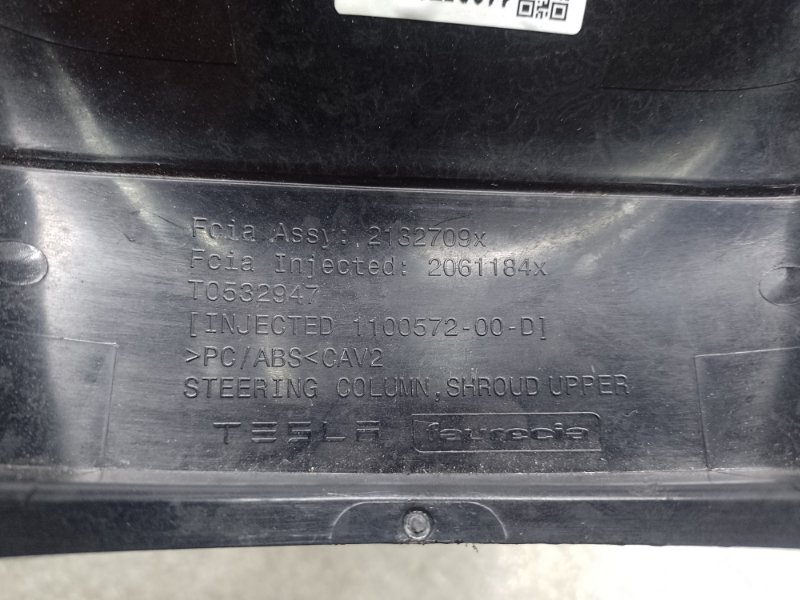 Fcia Assy: 2132709x
Fcia Injected: 2061184x
T0532947
[INJECTED 1100572-00-D]
>PC/ABS<CAV2
STEERING COLUMN,SHROUD UPPER
TESLA faurecia